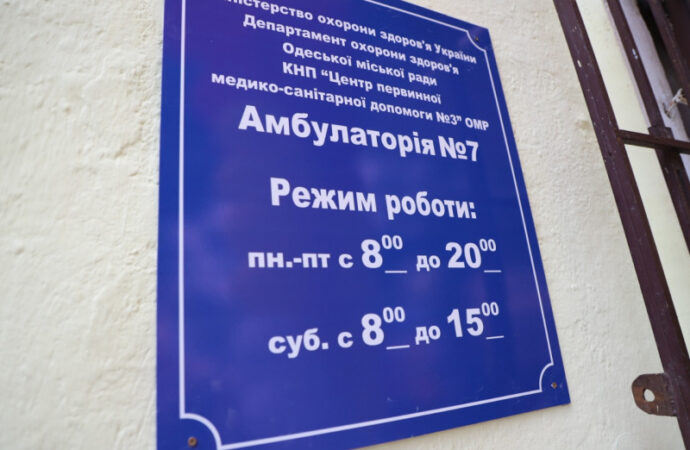 Міністерство охорони здоров'я України
Департамент охорони здоров'я
Одеської міської ради
КНП "Центр первинної
медико-санітарної допомоги №3" ОМР
Амбулаторія №7
Режим роботи:
пн.-пт с 8⁰⁰ до 20⁰⁰
суб. с 8⁰⁰ до 15⁰⁰